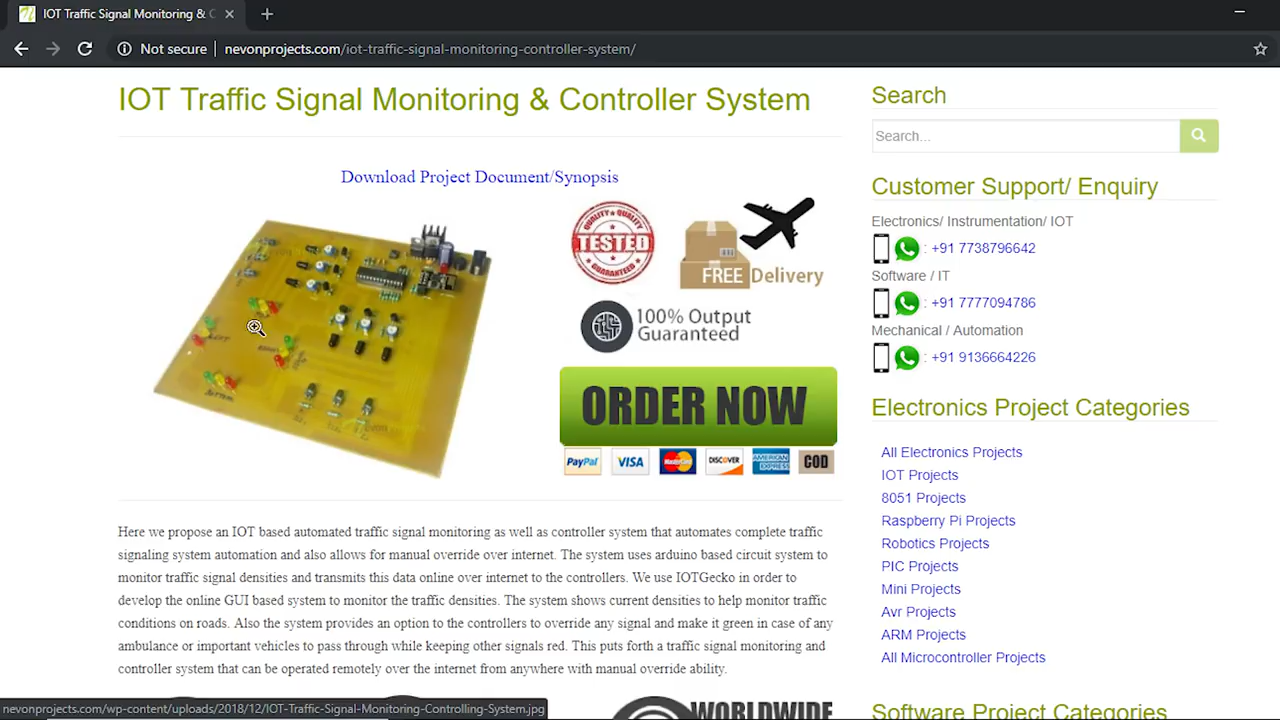 IOT Traffic Signal Monitoring & C
Not secure
nevonprojects.com/iot-traffic-signal-monitoring-controller-system/
IOT Traffic Signal Monitoring & Controller System
Download Project Document/Synopsis
QUALITY
TESTED
GUARANTEED
FREE Delivery
100% Output
Guaranteed
ORDER NOW
PayPal
VISA
MasterCard
DISCOVER
AMERICAN
EXPRESS
COD
Here we propose an IOT based automated traffic signal monitoring as well as controller system that automates complete traffic
signaling system automation and also allows for manual override over internet. The system uses arduino based circuit system to
monitor traffic signal densities and transmits this data online over internet to the controllers. We use IOTGecko in order to
develop the online GUI based system to monitor the traffic densities. The system shows current densities to help monitor traffic
conditions on roads. Also the system provides an option to the controllers to override any signal and make it green in case of any
ambulance or important vehicles to pass through while keeping other signals red. This puts forth a traffic signal monitoring and
controller system that can be operated remotely over the internet from anywhere with manual override ability.
WORLDWIDE
Search
Search...
Customer Support/ Enquiry
Electronics/ Instrumentation/ IOT
: +91 7738796642
Software / IT
: +91 7777094786
Mechanical / Automation
: +91 9136664226
Electronics Project Categories
All Electronics Projects
IOT Projects
8051 Projects
Raspberry Pi Projects
Robotics Projects
PIC Projects
Mini Projects
Avr Projects
ARM Projects
All Microcontroller Projects
Software Project Categories
nevonprojects.com/wp-content/uploads/2018/12/IOT-Traffic-Signal-Monitoring-Controlling-System.jpg